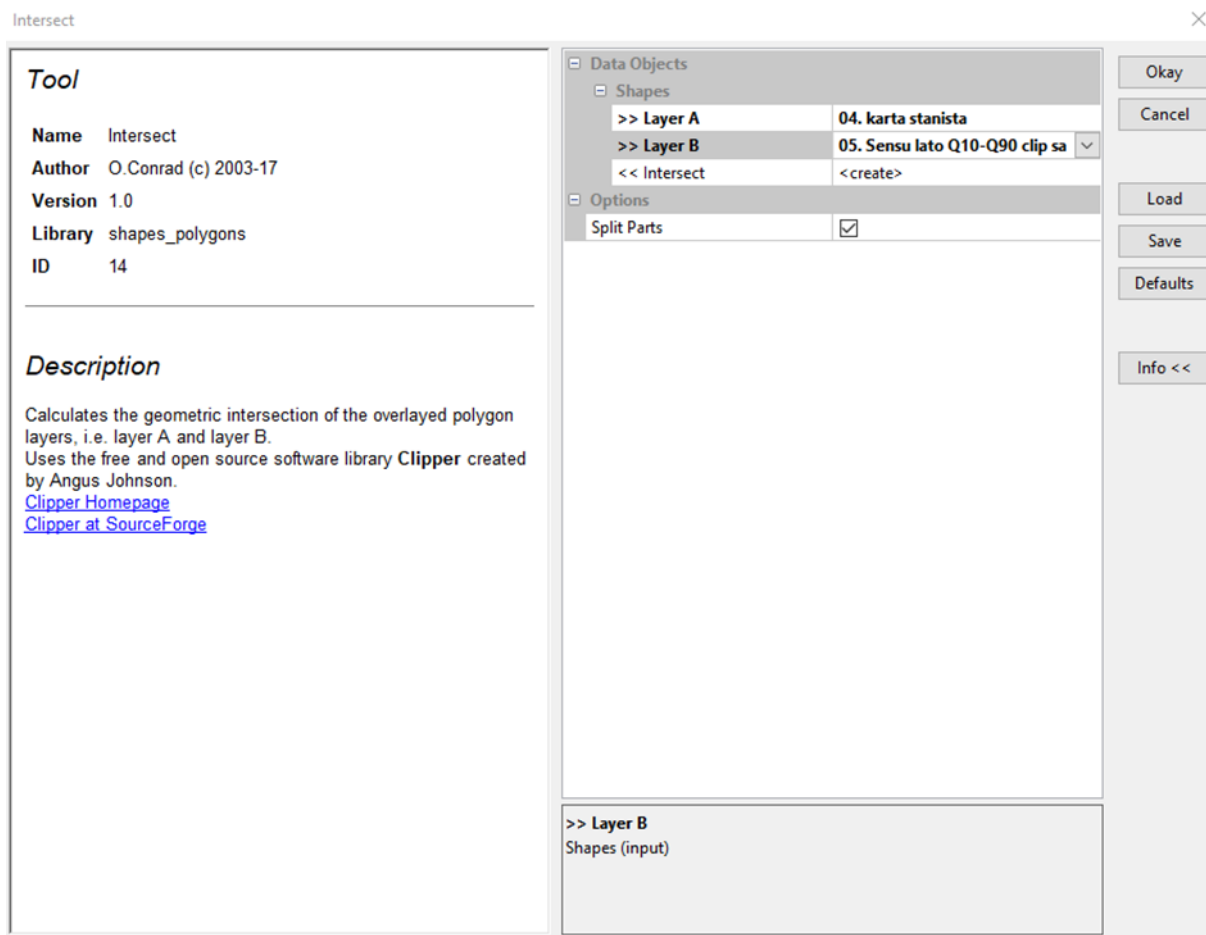 Intersect
Tool
Name Intersect
Author O.Conrad (c) 2003-17
Version 1.0
Library shapes_polygons
ID 14
Description
Calculates the geometric intersection of the overlayed polygon
layers, i.e. layer A and layer B.
Uses the free and open source software library Clipper created
by Angus Johnson.
Clipper Homepage
Clipper at SourceForge
Data Objects
Shapes
>> Layer A 04. karta stanista
>> Layer B 05. Sensu lato Q10-Q90 clip sa
<< Intersect <create>
Options
Split Parts
>> Layer B
Shapes (input)
Okay
Cancel
Load
Save
Defaults
Info <<